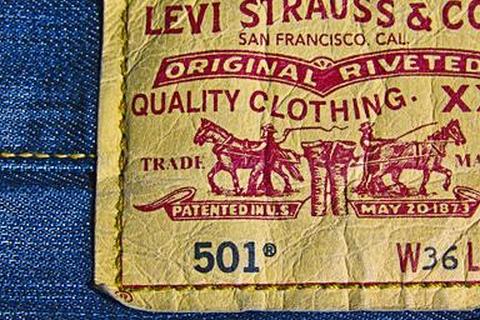 LEVI STRAUSS & CO
SAN FRANCISCO, CAL.
ORIGINAL RIVETED
QUALITY CLOTHING. XX
TRADE MA
PATENTED IN U.S. MAY 20 1873
501®
W36 L